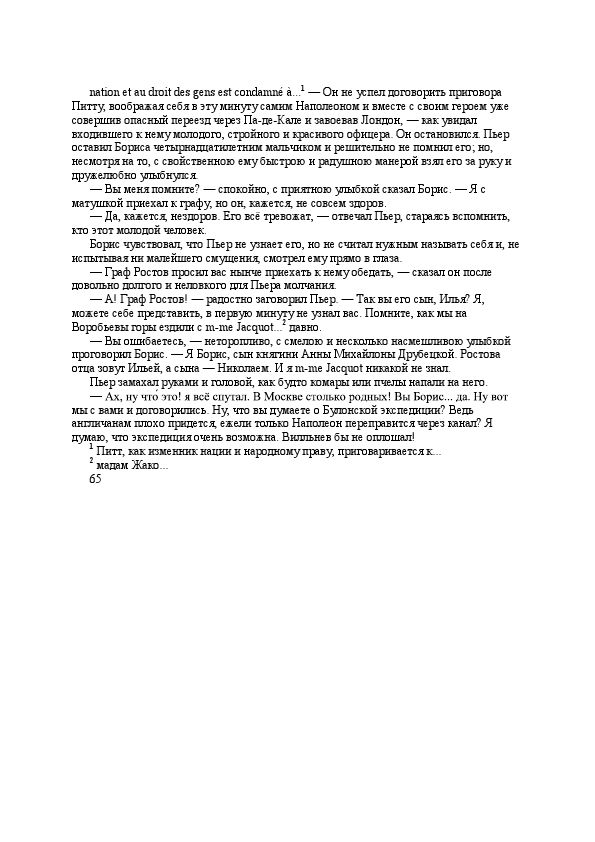 nation et au droit des gens est condamné à...1 — Он не успел договорить приговора
Питту, воображая себя в эту минуту самим Наполеоном и вместе с своим героем уже
совершив опасный переезд через Па-де-Кале и завоевав Лондон, — как увидал
входившего к нему молодого, стройного и красивого офицера. Он остановился. Пьер
оставил Бориса четырнадцатилетним мальчиком и решительно не помнил его; но,
несмотря на то, с свойственною ему быстрою и радушною манерой взял его за руку и
дружелюбно улыбнулся.
— Вы меня помните? — спокойно, с приятною улыбкой сказал Борис. — Я с
матушкой приехал к графу, но он, кажется, не совсем здоров.
— Да, кажется, нездоров. Его всё тревожат, — отвечал Пьер, стараясь вспомнить,
кто этот молодой человек.
Борис чувствовал, что Пьер не узнает его, но не считал нужным называть себя и, не
испытывая ни малейшего смущения, смотрел ему прямо в глаза.
— Граф Ростов просил вас нынче приехать к нему обедать, — сказал он после
довольно долгого и неловкого для Пьера молчания.
— А! Граф Ростов! — радостно заговорил Пьер. — Так вы его сын, Илья? Я,
можете себе представить, в первую минуту не узнал вас. Помните, как мы на
Воробьевы горы ездили с m-me Jacquot...2 давно.
— Вы ошибаетесь, — неторопливо, с смелою и несколько насмешливою улыбкой
проговорил Борис. — Я Борис, сын княгини Анны Михайлоны Друбецкой. Ростова
отца зовут Ильей, а сына — Николаем. И я m-me Jacquot никакой не знал.
Пьер замахал руками и головой, как будто комары или пчелы напали на него.
— Ах, ну что́ это! я всё спутал. В Москве столько родных! Вы Борис... да. Ну вот
мы с вами и договорились. Ну, что вы думаете о Булонской экспедиции? Ведь
англичанам плохо придется, ежели только Наполеон переправится через канал? Я
думаю, что экспедиция очень возможна. Вилльнев бы не оплошал!
1 Питт, как изменник нации и народному праву, приговаривается к...
2 мадам Жако...
65